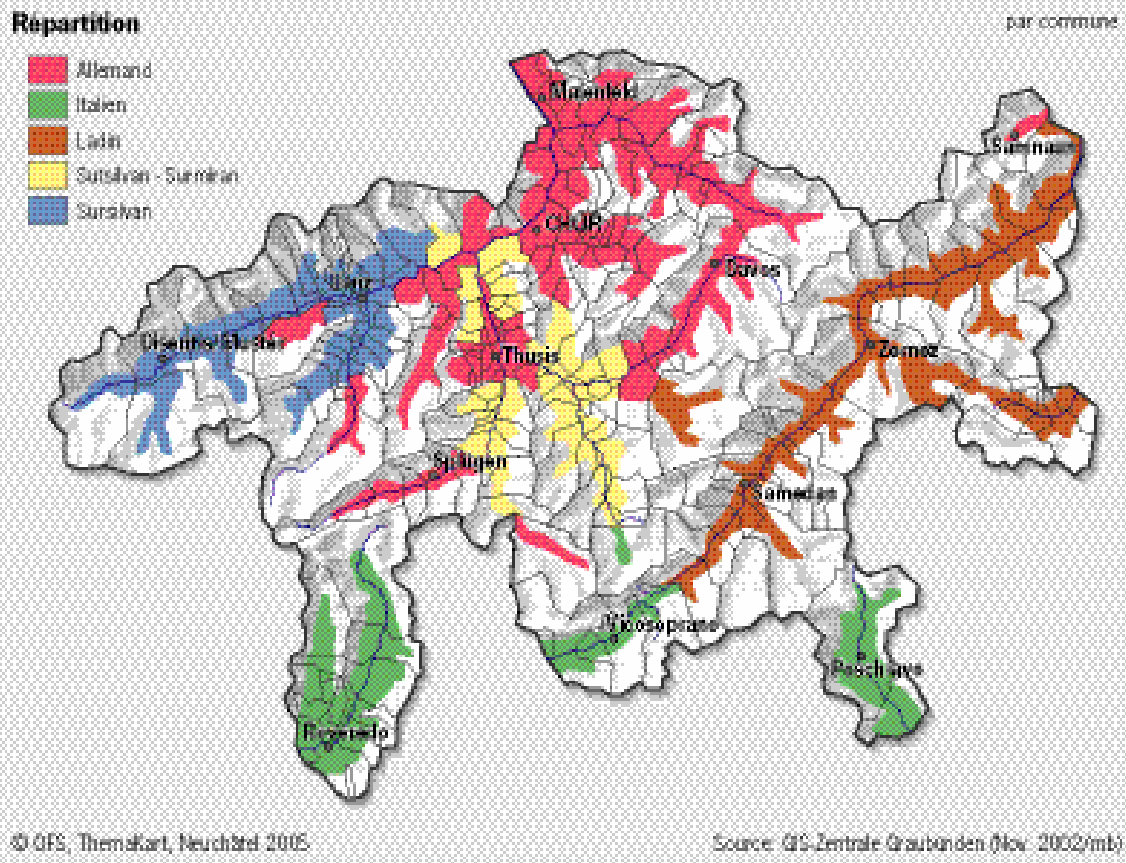 Répartition
par commune
Allemand
Italien
Ladin
Sutsilvan - Surmiran
Sursilvan
Maienfeld
Samnaun
CHUR
Davos
Ilanz
Disentis/Mustér
Thusis
Zernez
Splügen
Samedan
Vicosoprano
Poschiavo
Roveredo
© OFS, ThemaKart, Neuchâtel 2005
Source: GIS-Zentrale Graubünden (Nov. 2002/mb)